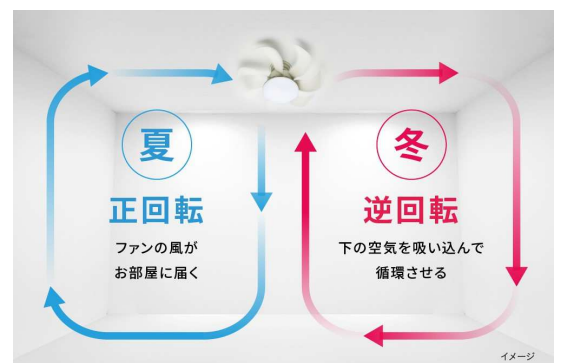 夏
正回転
ファンの風が
お部屋に届く
冬
逆回転
下の空気を吸い込んで
循環させる
イメージ